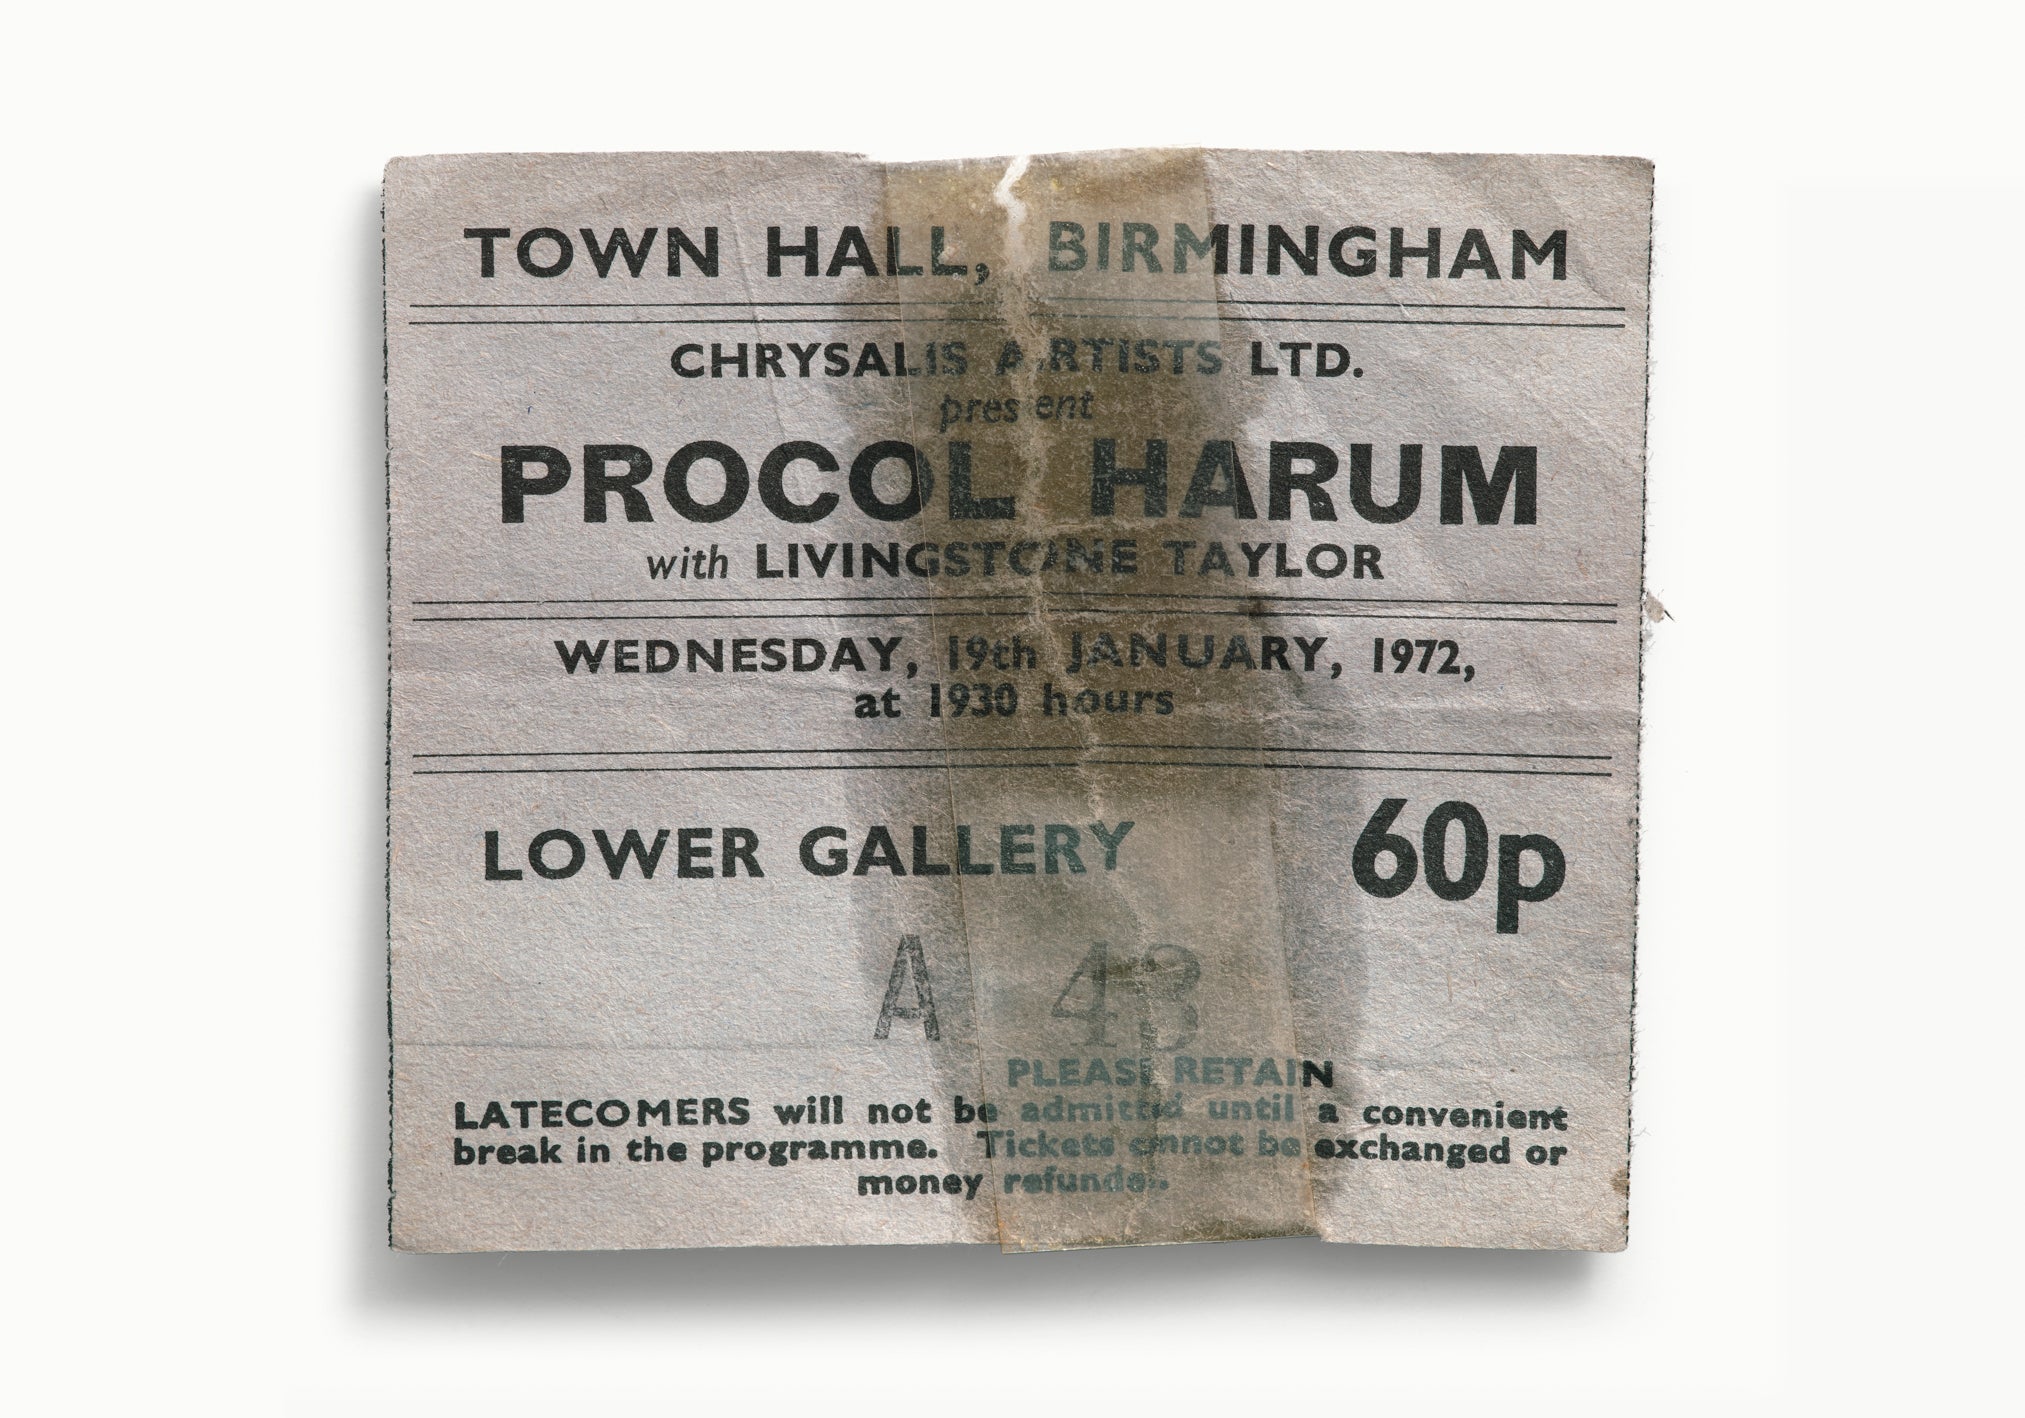 TOWN HALL, BIRMINGHAM
CHRYSALIS ARTISTS LTD.
present
PROCOL HARUM
with LIVINGSTONE TAYLOR
WEDNESDAY, 19th JANUARY, 1972,
at 1930 hours
LOWER GALLERY 60p
A 43
PLEASE RETAIN
LATECOMERS will not be admitted until a convenient
break in the programme. Tickets cannot be exchanged or
money refunded.